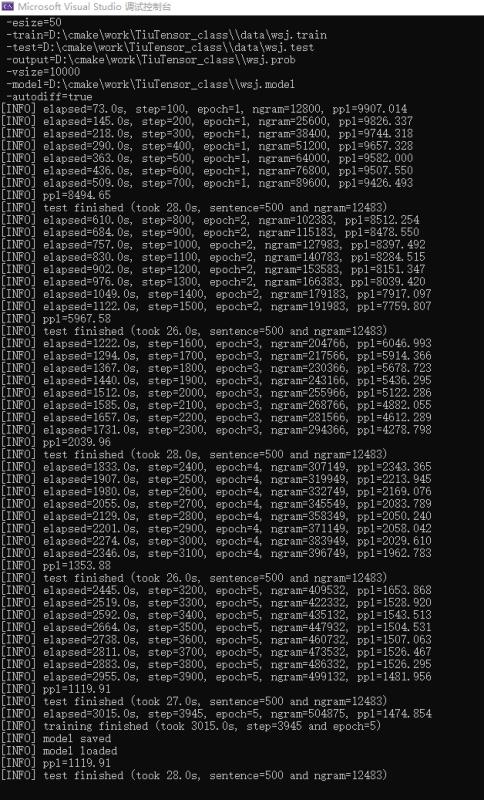 Microsoft Visual Studio 调试控制台
-esize=50
-train=D:\cmake\work\TiuTensor_class\\data\wsj.train
-test=D:\cmake\work\TiuTensor_class\\data\wsj.test
-output=D:\cmake\work\TiuTensor_class\\wsj.prob
-vsize=10000
-model=D:\cmake\work\TiuTensor_class\\wsj.model
-autodiff=true
[INFO] elapsed=73.0s, step=100, epoch=1, ngram=12800, ppl=9907.014
[INFO] elapsed=145.0s, step=200, epoch=1, ngram=25600, ppl=9826.337
[INFO] elapsed=218.0s, step=300, epoch=1, ngram=38400, ppl=9744.318
[INFO] elapsed=290.0s, step=400, epoch=1, ngram=51200, ppl=9657.328
[INFO] elapsed=363.0s, step=500, epoch=1, ngram=64000, ppl=9582.000
[INFO] elapsed=436.0s, step=600, epoch=1, ngram=76800, ppl=9507.550
[INFO] elapsed=509.0s, step=700, epoch=1, ngram=89600, ppl=9426.493
[INFO] ppl=8494.65
[INFO] test finished (took 28.0s, sentence=500 and ngram=12483)
[INFO] elapsed=610.0s, step=800, epoch=2, ngram=102383, ppl=8512.254
[INFO] elapsed=684.0s, step=900, epoch=2, ngram=115183, ppl=8478.550
[INFO] elapsed=757.0s, step=1000, epoch=2, ngram=127983, ppl=8397.492
[INFO] elapsed=830.0s, step=1100, epoch=2, ngram=140783, ppl=8284.515
[INFO] elapsed=902.0s, step=1200, epoch=2, ngram=153583, ppl=8151.347
[INFO] elapsed=976.0s, step=1300, epoch=2, ngram=166383, ppl=8039.420
[INFO] elapsed=1049.0s, step=1400, epoch=2, ngram=179183, ppl=7917.097
[INFO] elapsed=1122.0s, step=1500, epoch=2, ngram=191983, ppl=7759.807
[INFO] ppl=5967.58
[INFO] test finished (took 26.0s, sentence=500 and ngram=12483)
[INFO] elapsed=1222.0s, step=1600, epoch=3, ngram=204766, ppl=6046.993
[INFO] elapsed=1294.0s, step=1700, epoch=3, ngram=217566, ppl=5914.366
[INFO] elapsed=1367.0s, step=1800, epoch=3, ngram=230366, ppl=5678.723
[INFO] elapsed=1440.0s, step=1900, epoch=3, ngram=243166, ppl=5436.295
[INFO] elapsed=1512.0s, step=2000, epoch=3, ngram=255966, ppl=5122.286
[INFO] elapsed=1585.0s, step=2100, epoch=3, ngram=268766, ppl=4882.055
[INFO] elapsed=1657.0s, step=2200, epoch=3, ngram=281566, ppl=4612.289
[INFO] elapsed=1731.0s, step=2300, epoch=3, ngram=294366, ppl=4278.798
[INFO] ppl=2039.96
[INFO] test finished (took 28.0s, sentence=500 and ngram=12483)
[INFO] elapsed=1833.0s, step=2400, epoch=4, ngram=307149, ppl=2343.365
[INFO] elapsed=1907.0s, step=2500, epoch=4, ngram=319949, ppl=2213.945
[INFO] elapsed=1980.0s, step=2600, epoch=4, ngram=332749, ppl=2169.076
[INFO] elapsed=2055.0s, step=2700, epoch=4, ngram=345549, ppl=2083.789
[INFO] elapsed=2129.0s, step=2800, epoch=4, ngram=358349, ppl=2050.240
[INFO] elapsed=2201.0s, step=2900, epoch=4, ngram=371149, ppl=2058.042
[INFO] elapsed=2274.0s, step=3000, epoch=4, ngram=383949, ppl=2029.610
[INFO] elapsed=2346.0s, step=3100, epoch=4, ngram=396749, ppl=1962.783
[INFO] ppl=1353.88
[INFO] test finished (took 26.0s, sentence=500 and ngram=12483)
[INFO] elapsed=2445.0s, step=3200, epoch=5, ngram=409532, ppl=1653.868
[INFO] elapsed=2519.0s, step=3300, epoch=5, ngram=422332, ppl=1528.920
[INFO] elapsed=2592.0s, step=3400, epoch=5, ngram=435132, ppl=1543.513
[INFO] elapsed=2664.0s, step=3500, epoch=5, ngram=447932, ppl=1504.531
[INFO] elapsed=2738.0s, step=3600, epoch=5, ngram=460732, ppl=1507.063
[INFO] elapsed=2811.0s, step=3700, epoch=5, ngram=473532, ppl=1526.467
[INFO] elapsed=2883.0s, step=3800, epoch=5, ngram=486332, ppl=1526.295
[INFO] elapsed=2955.0s, step=3900, epoch=5, ngram=499132, ppl=1481.956
[INFO] ppl=1119.91
[INFO] test finished (took 27.0s, sentence=500 and ngram=12483)
[INFO] elapsed=3015.0s, step=3945, epoch=5, ngram=504875, ppl=1474.854
[INFO] training finished (took 3015.0s, step=3945 and epoch=5)
[INFO] model saved
[INFO] model loaded
[INFO] ppl=1119.91
[INFO] test finished (took 28.0s, sentence=500 and ngram=12483)